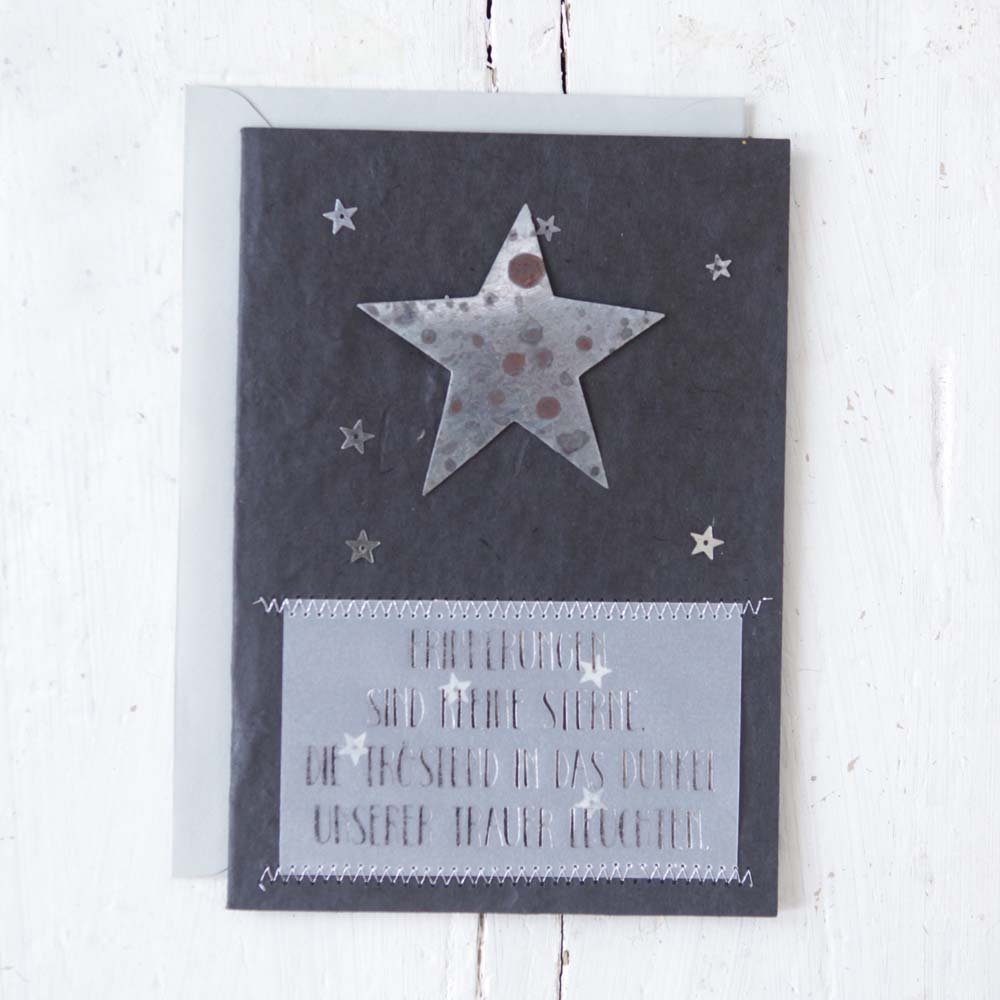 ERINNERUNGEN
SIND KLEINE STERNE,
DIE TRÖSTEND IN DAS DUNKEL
UNSERER TRAUER LEUCHTEN.